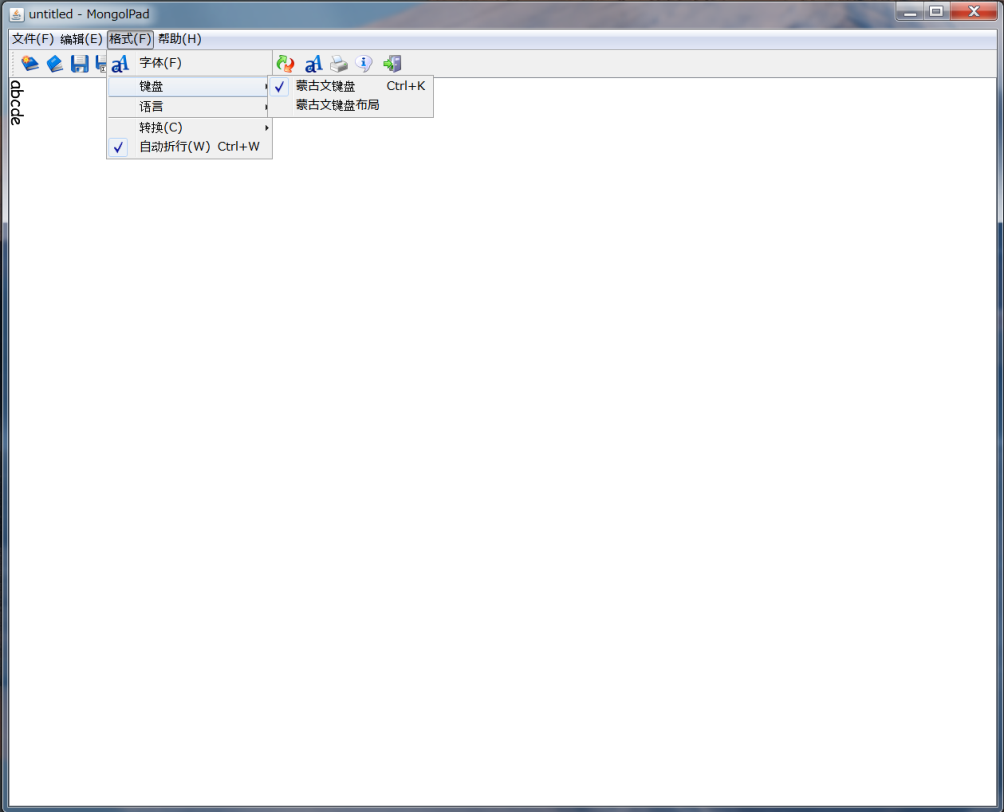 untitled - MongolPad
文件(F) 编辑(E) 格式(F) 帮助(H)
字体(F)
键盘
语言
转换(C)
自动折行(W) Ctrl+W
蒙古文键盘 Ctrl+K
蒙古文键盘布局
abcde